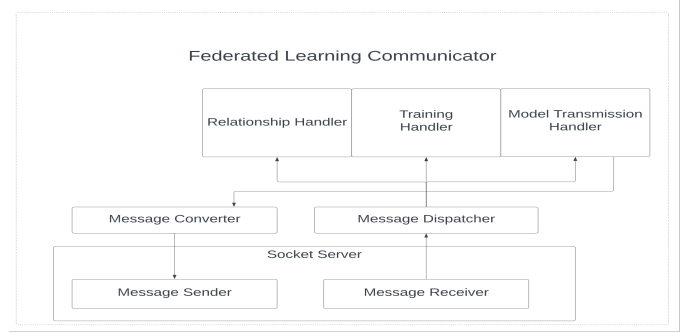 Federated Learning Communicator
Relationship Handler
Training
Handler
Model Transmission
Handler
Message Converter
Message Dispatcher
Socket Server
Message Sender
Message Receiver